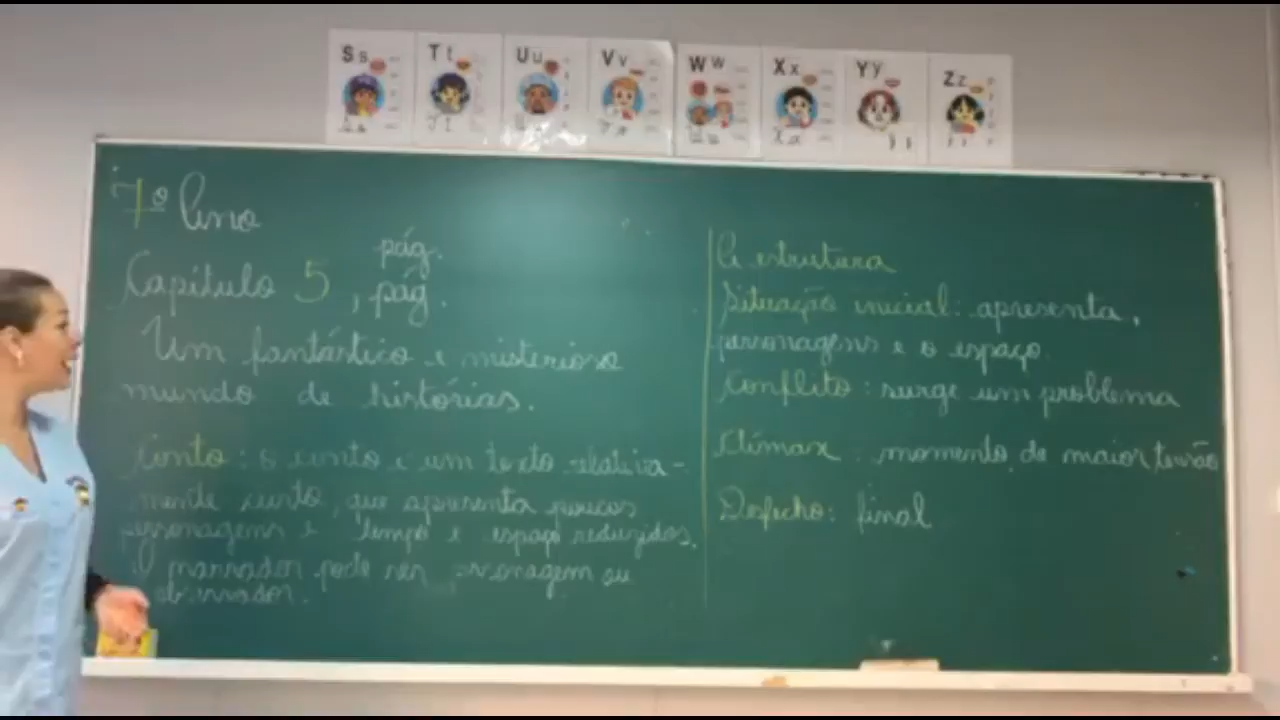 Ss
Tt
Uu
Vv
Ww
Xx
Yy
Zz
7º
pág.
Capítulo 5, pág.
Um fantástico e misterioso
mundo de histórias.
Conto: o conto é um texto relativa-
mente curto, que apresenta poucos
personagens e tempo e espaço reduzidos.
O narrador pode ser personagem ou
observador.
A estrutura
Situação inicial: apresenta,
personagens e o espaço.
Conflito: surge um problema
Clímax: momento de maior tensão
Desfecho: final